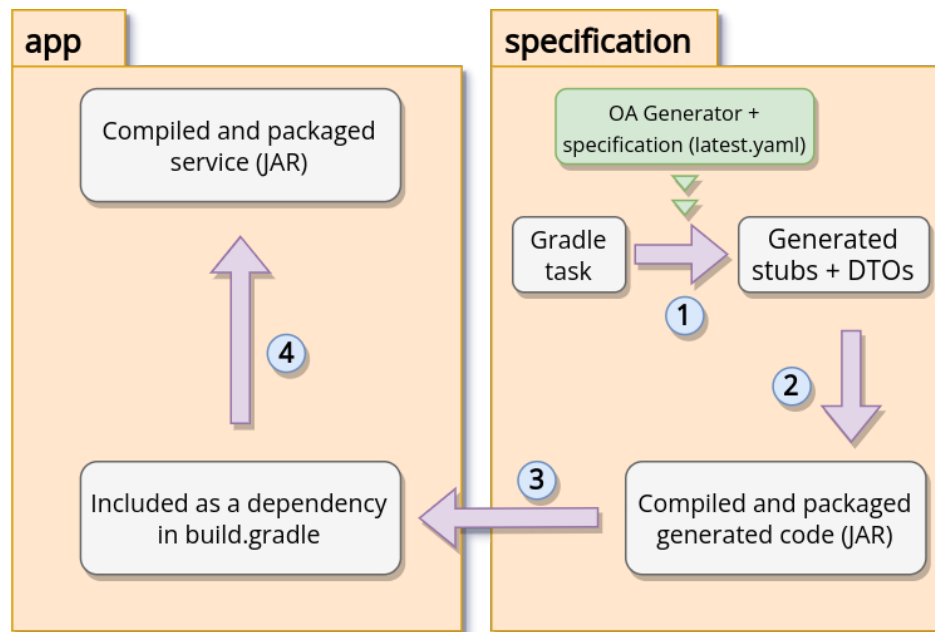 app
specification
Compiled and packaged
service (JAR)
OA Generator +
specification (latest.yaml)
Gradle
task
Generated
stubs + DTOs
1
4
2
3
Included as a dependency
in build.gradle
Compiled and packaged
generated code (JAR)